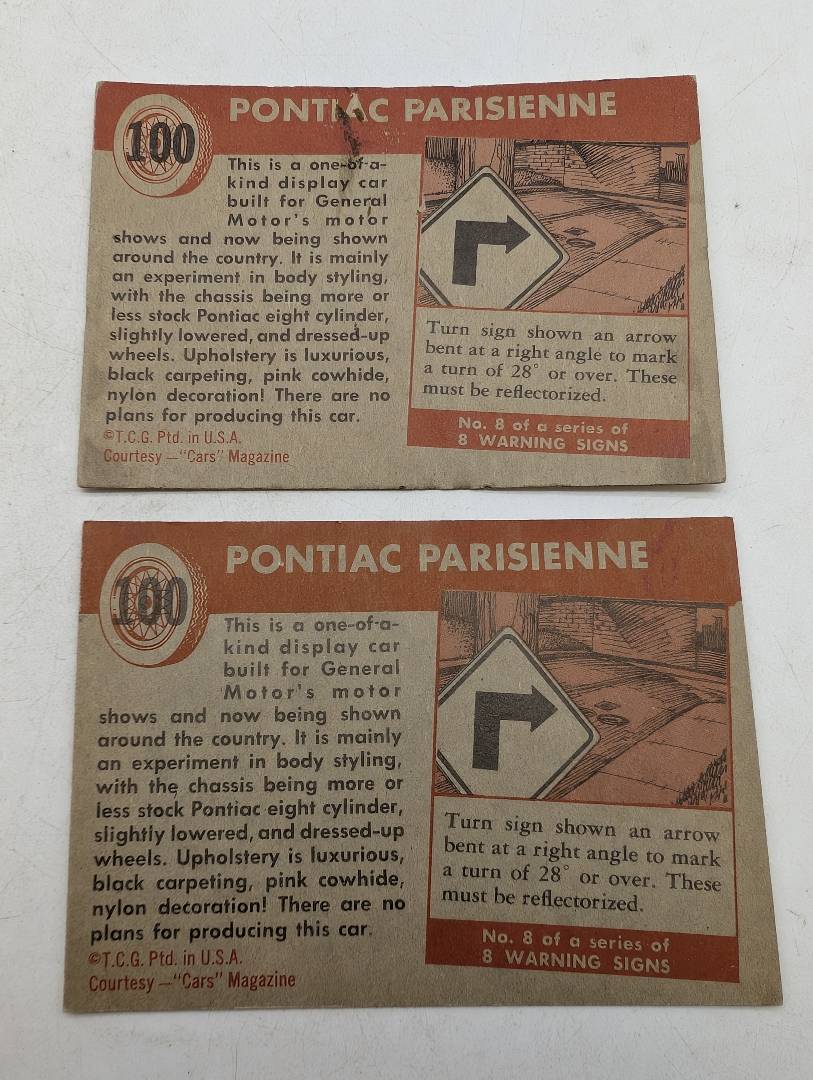 100
PONTIAC PARISIENNE
This is a one-of-a-
kind display car
built for General
Motor's motor
shows and now being shown
around the country. It is mainly
an experiment in body styling,
with the chassis being more or
less stock Pontiac eight cylinder,
slightly lowered, and dressed-up
wheels. Upholstery is luxurious,
black carpeting, pink cowhide,
nylon decoration! There are no
plans for producing this car.
©T.C.G. Ptd. in U.S.A.
Courtesy —"Cars" Magazine
Turn sign shown an arrow
bent at a right angle to mark
a turn of 28° or over. These
must be reflectorized.
No. 8 of a series of
8 WARNING SIGNS
100
PONTIAC PARISIENNE
This is a one-of-a-
kind display car
built for General
Motor's motor
shows and now being shown
around the country. It is mainly
an experiment in body styling,
with the chassis being more or
less stock Pontiac eight cylinder,
slightly lowered, and dressed-up
wheels. Upholstery is luxurious,
black carpeting, pink cowhide,
nylon decoration! There are no
plans for producing this car.
©T.C.G. Ptd. in U.S.A.
Courtesy —"Cars" Magazine
Turn sign shown an arrow
bent at a right angle to mark
a turn of 28° or over. These
must be reflectorized.
No. 8 of a series of
8 WARNING SIGNS